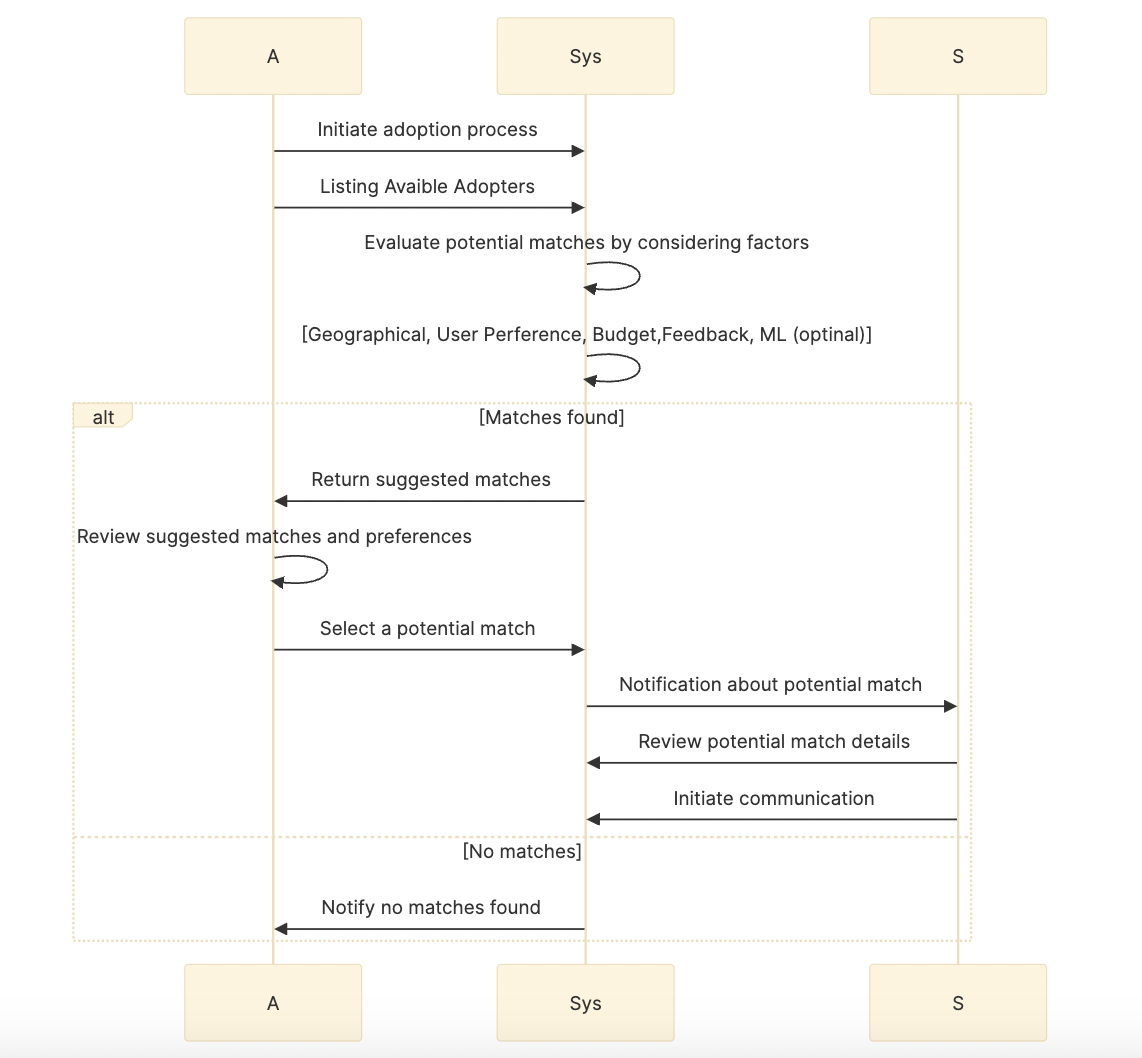 A
Sys
S
Initiate adoption process
Listing Avaible Adopters
Evaluate potential matches by considering factors
[Geographical, User Perference, Budget,Feedback, ML (optinal)]
alt
[Matches found]
Return suggested matches
Review suggested matches and preferences
Select a potential match
Notification about potential match
Review potential match details
Initiate communication
[No matches]
Notify no matches found
A
Sys
S